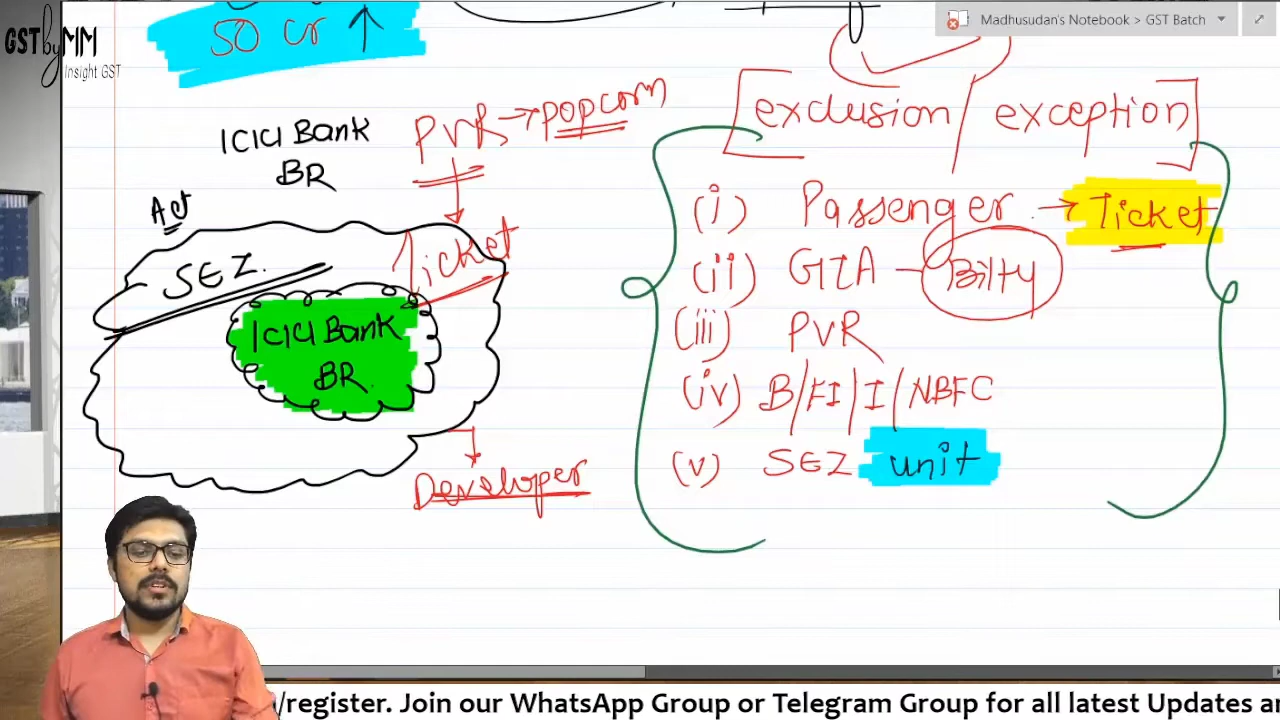 GST by MM
Insight GST
50 cr ↑
Madhusudan's Notebook > GST Batch
exclusion / exception
ICICI Bank
BR
PVR → popcorn
Act
SEZ
Ticket
ICICI Bank
BR
Developer
(i) Passenger → Ticket
(ii) GTA - Bilty
(iii) PVR
(iv) B/FI/I/NBFC
(v) SEZ unit
/register. Join our WhatsApp Group or Telegram Group for all latest Updates a